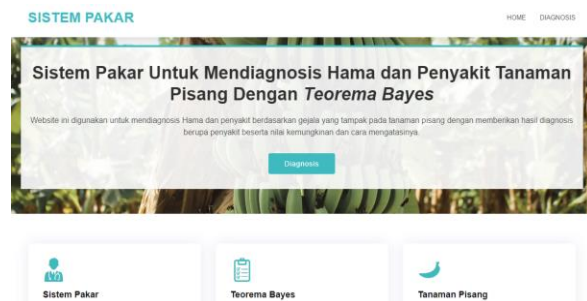 SISTEM PAKAR
HOME DIAGNOSIS
Sistem Pakar Untuk Mendiagnosis Hama dan Penyakit Tanaman
Pisang Dengan Teorema Bayes
Website ini digunakan untuk mendiagnosis Hama dan penyakit berdasarkan gejala yang tampak pada tanaman pisang dengan memberikan hasil diagnosis
berupa penyakit beserta nilai kemungkinan dan cara mengatasinya.
Diagnosis
Sistem Pakar
Teorema Bayes
Tanaman Pisang